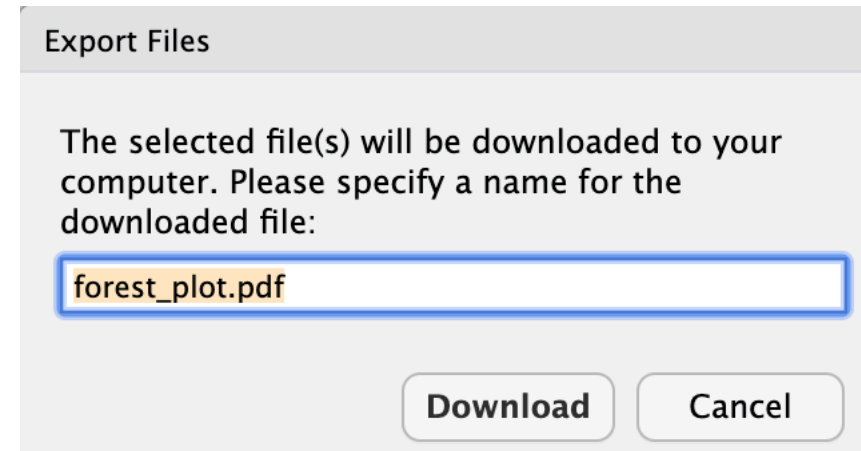 Export Files
The selected file(s) will be downloaded to your
computer. Please specify a name for the
downloaded file:
forest_plot.pdf
Download Cancel